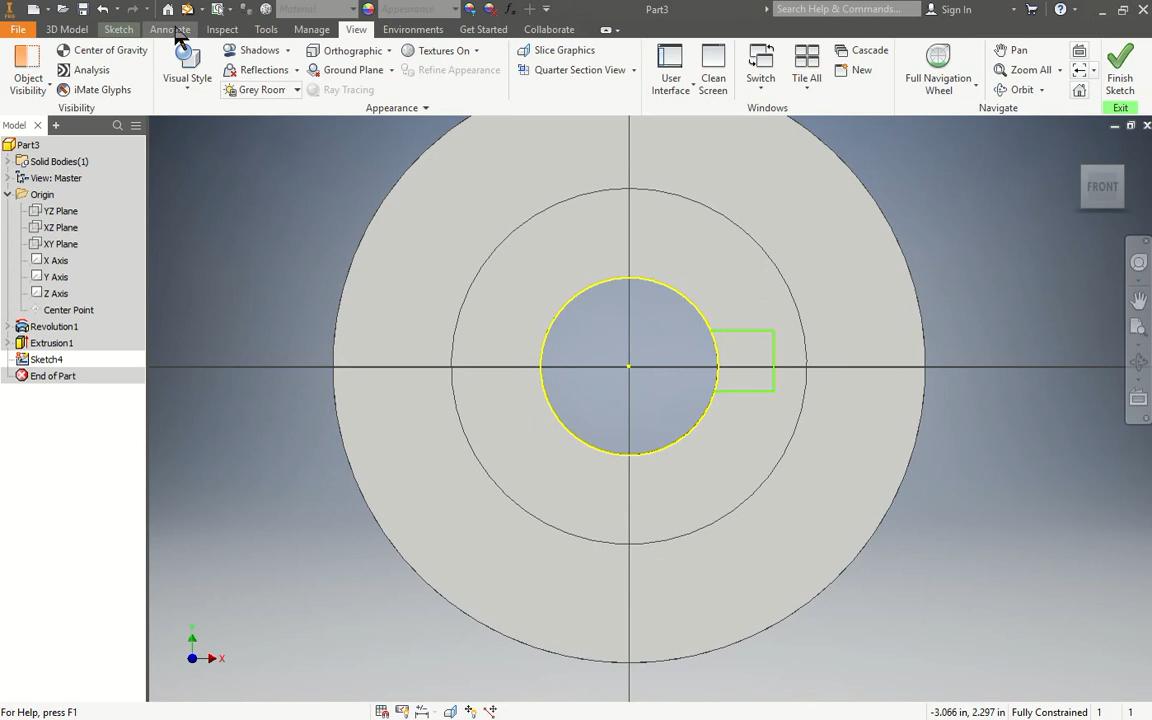 PRO
Material
Appearance
fx
Part3
Search Help & Commands...
Sign In
File
3D Model
Sketch
Annotate
Inspect
Tools
Manage
View
Environments
Get Started
Collaborate
Object
Visibility
Center of Gravity
Analysis
iMate Glyphs
Visibility
Visual Style
Shadows
Reflections
Grey Room
Orthographic
Ground Plane
Ray Tracing
Textures On
Refine Appearance
Appearance
Slice Graphics
Quarter Section View
User
Interface
Clean
Screen
Switch
Tile All
Cascade
New
Windows
Full Navigation
Wheel
Pan
Zoom All
Orbit
Navigate
Finish
Sketch
Exit
Model
Part3
Solid Bodies(1)
View: Master
Origin
YZ Plane
XZ Plane
XY Plane
X Axis
Y Axis
Z Axis
Center Point
Revolution1
Extrusion1
Sketch4
End of Part
FRONT
Y
X
For Help, press F1
-3.066 in, 2.297 in
Fully Constrained
1
1